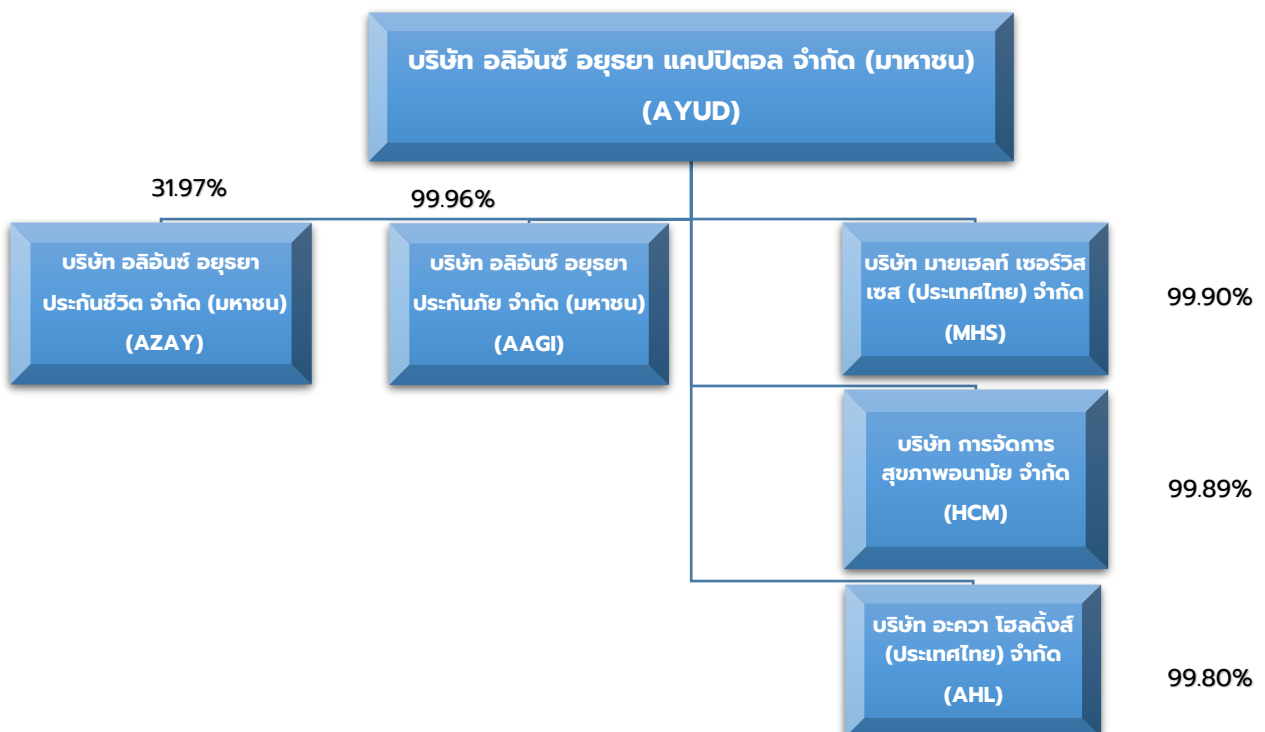 บริษัท อลิอันซ์ อยุธยา แคปปิตอล จำกัด (มาหาชน)
(AYUD)
31.97%
99.96%
บริษัท อลิอันซ์ อยุธยา
ประกันชีวิต จำกัด (มหาชน)
(AZAY)
บริษัท อลิอันซ์ อยุธยา
ประกันภัย จำกัด (มหาชน)
(AAGI)
บริษัท มายเฮลท์ เซอร์วิส
เซส (ประเทศไทย) จำกัด
(MHS)
99.90%
บริษัท การจัดการ
สุขภาพอนามัย จำกัด
(HCM)
99.89%
บริษัท อะควา โฮลดิ้งส์
(ประเทศไทย) จำกัด
(AHL)
99.80%